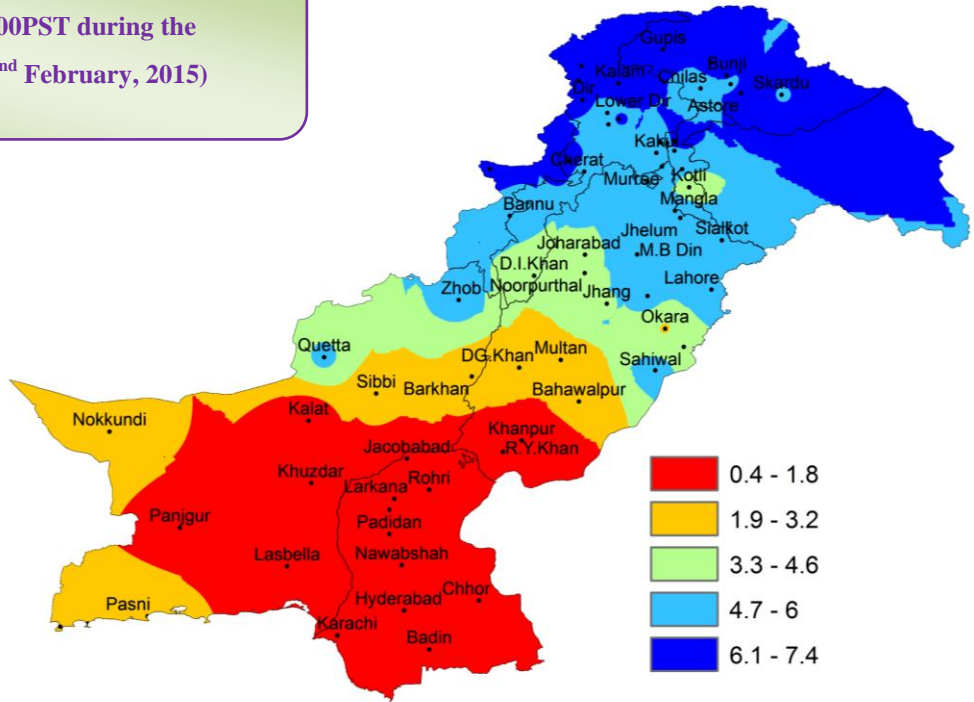 00PST during the
nd February, 2015)
Gupis
Kalam
Chilas
Bunji
Skardu
Dir
Lower Dir
Astore
Kakul
Cherat
Murree
Kotli
Mangla
Bannu
Jhelum
Sialkot
Joharabad
M.B Din
D.I.Khan
Lahore
Zhob
Noorpurthal
Jhang
Okara
Quetta
DG.Khan
Multan
Sahiwal
Sibbi
Barkhan
Bahawalpur
Nokkundi
Kalat
Khanpur
Jacobabad
R.Y.Khan
Khuzdar
Larkana
Rohri
Panjgur
Padidan
Lasbella
Nawabshah
Pasni
Hyderabad
Chhor
Karachi
Badin
0.4 - 1.8
1.9 - 3.2
3.3 - 4.6
4.7 - 6
6.1 - 7.4